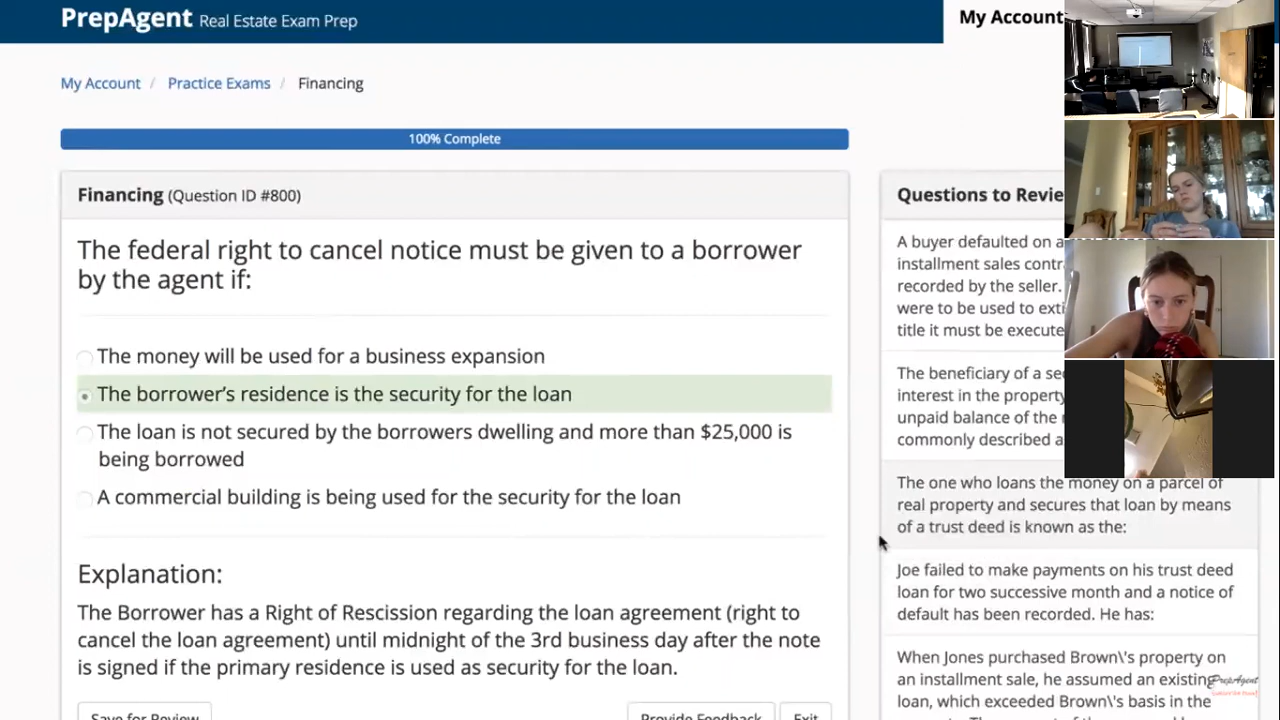 PrepAgent Real Estate Exam Prep
My Account
My Account / Practice Exams / Financing
100% Complete
Financing (Question ID #800)
The federal right to cancel notice must be given to a borrower
by the agent if:
The money will be used for a business expansion
The borrower's residence is the security for the loan
The loan is not secured by the borrowers dwelling and more than $25,000 is
being borrowed
A commercial building is being used for the security for the loan
Explanation:
The Borrower has a Right of Rescission regarding the loan agreement (right to
cancel the loan agreement) until midnight of the 3rd business day after the note
is signed if the primary residence is used as security for the loan.
Save for Review
Provide Feedback
Exit
Questions to Revie
A buyer defaulted on a
installment sales contr
recorded by the seller.
were to be used to exti
title it must be execute
The beneficiary of a se
interest in the property
unpaid balance of the
commonly described a
The one who loans the money on a parcel of
real property and secures that loan by means
of a trust deed is known as the:
Joe failed to make payments on his trust deed
loan for two successive month and a notice of
default has been recorded. He has:
When Jones purchased Brown\'s property on
an installment sale, he assumed an existing
loan, which exceeded Brown\'s basis in the
PrepAgent